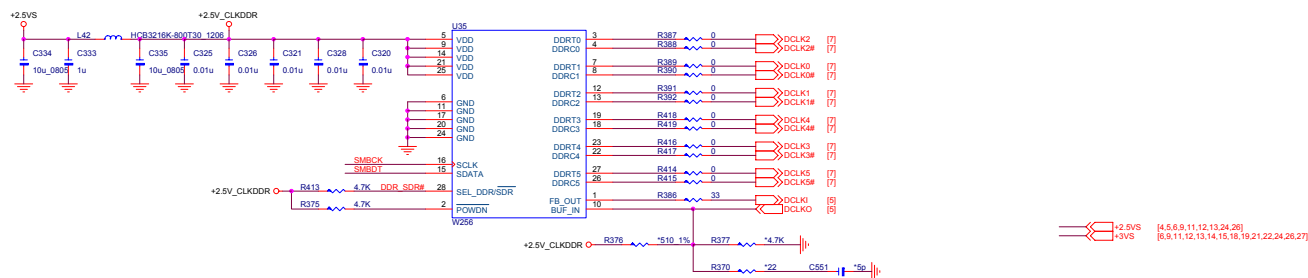 +2.5VS
+2.5V_CLKDDR
L42 HCB3216K-800T30_1206
C334 C333 C335 C325 C326 C321 C328 C320
10u_0805 1u 10u_0805 0.01u 0.01u 0.01u 0.01u 0.01u
U35
5 VDD DDRT0 3 R387 0 DCLK2 [7]
9 VDD DDRC0 4 R388 0 DCLK2# [7]
14 VDD
21 VDD DDRT1 7 R389 0 DCLK0 [7]
25 VDD DDRC1 8 R390 0 DCLK0# [7]
6 GND DDRT2 12 R391 0 DCLK1 [7]
11 GND DDRC2 13 R392 0 DCLK1# [7]
17 GND DDRT3 19 R418 0 DCLK4 [7]
20 GND DDRC3 18 R419 0 DCLK4# [7]
24 GND
DDRT4 23 R416 0 DCLK3 [7]
DDRC4 22 R417 0 DCLK3# [7]
SMBCK 16 SCLK
SMBDT 15 SDATA DDRT5 27 R414 0 DCLK5 [7]
DDRC5 26 R415 0 DCLK5# [7]
+2.5V_CLKDDR R413 4.7K DDR_SDR# 28 SEL_DDR/SDR
FB_OUT 1 R386 33 DCLKI [5]
R375 4.7K 2 POWDN BUF_IN 10 DCLKO [5]
W256
+2.5V_CLKDDR R376 *510_1% R377 *4.7K
R370 *22 C551 *5p
+2.5VS [4,5,6,9,11,12,13,24,26]
+3VS [6,9,11,12,13,14,15,18,19,21,22,24,26,27]